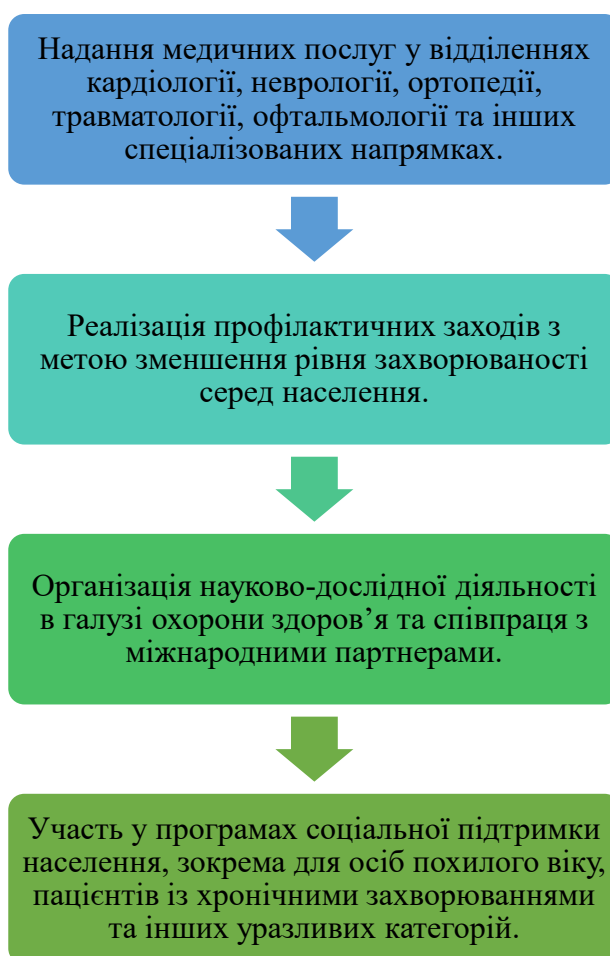 Надання медичних послуг у відділеннях
кардіології, неврології, ортопедії,
травматології, офтальмології та інших
спеціалізованих напрямках.
Реалізація профілактичних заходів з
метою зменшення рівня захворюваності
серед населення.
Організація науково-дослідної діяльності
в галузі охорони здоров’я та співпраця з
міжнародними партнерами.
Участь у програмах соціальної підтримки
населення, зокрема для осіб похилого віку,
пацієнтів із хронічними захворюваннями
та інших уразливих категорій.